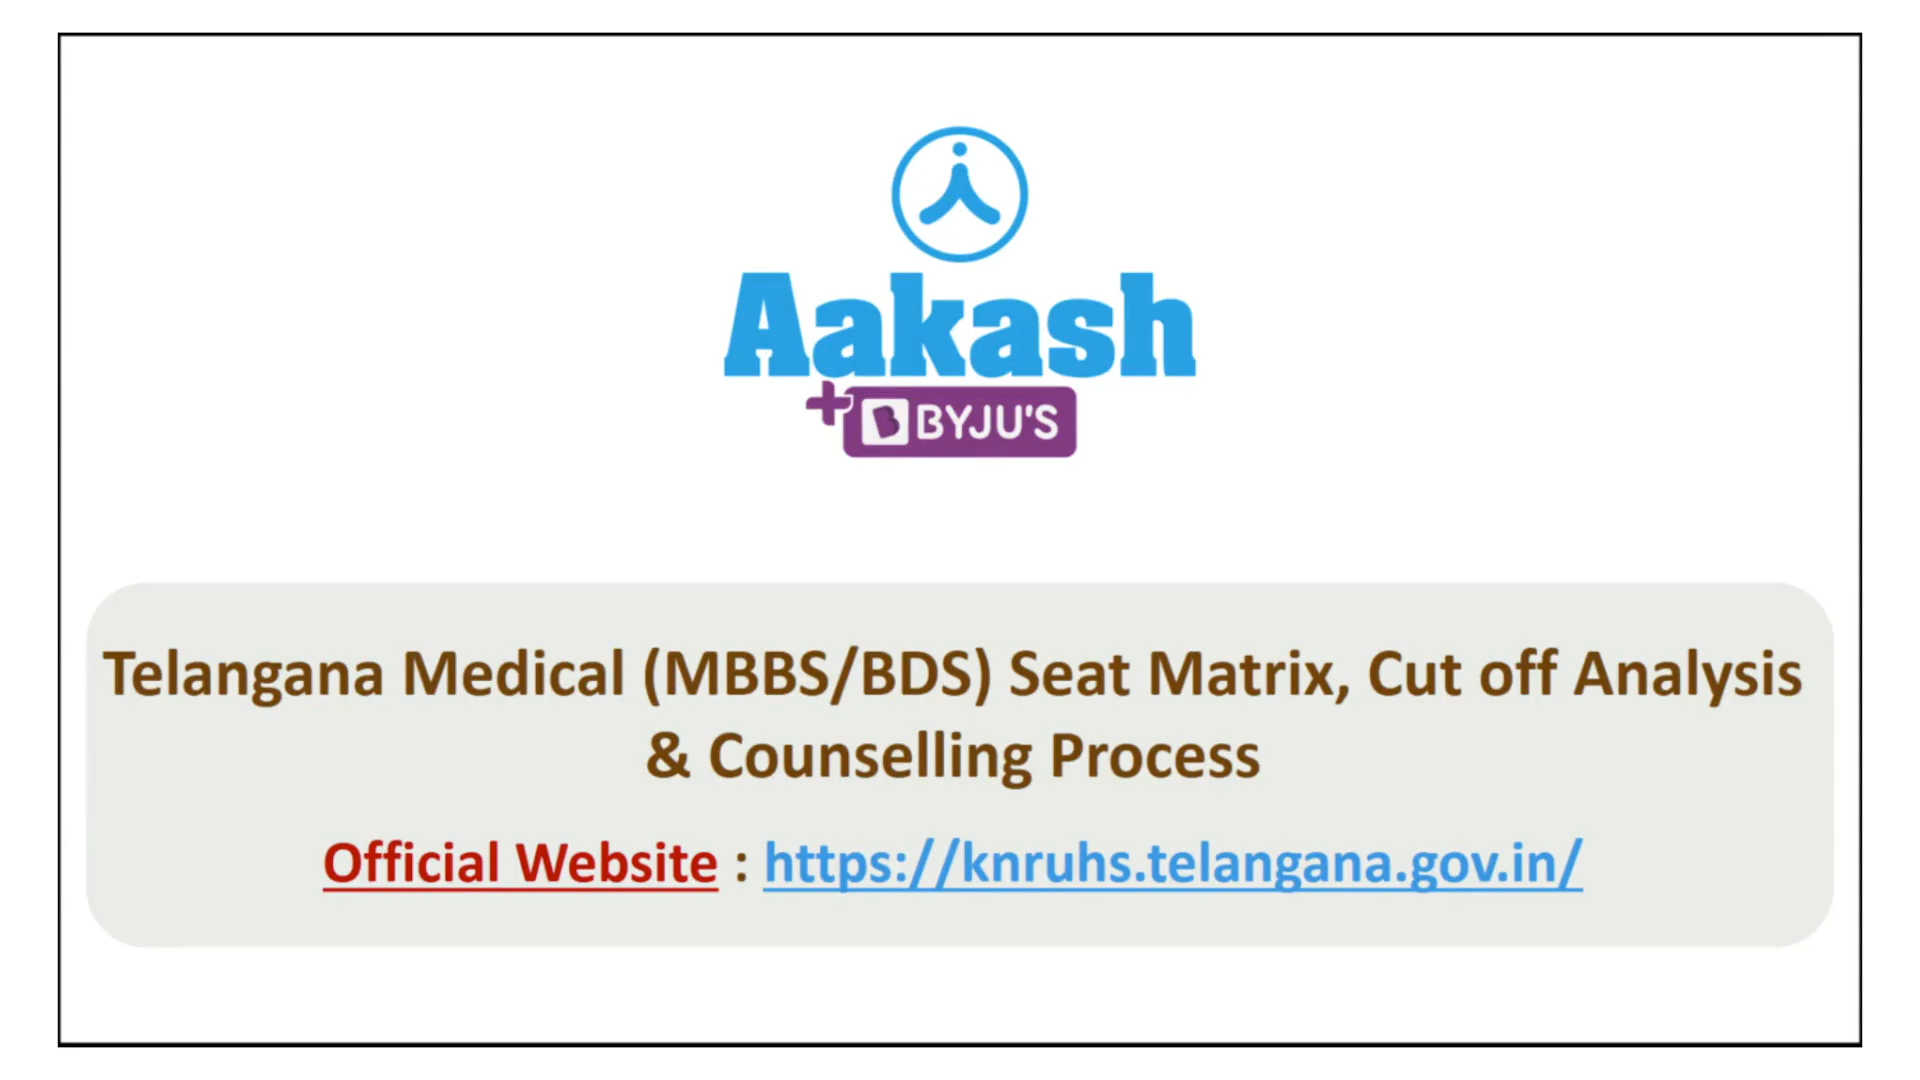 Aakash
BYJU'S
Telangana Medical (MBBS/BDS) Seat Matrix, Cut off Analysis
& Counselling Process
Official Website : https://knruhs.telangana.gov.in/